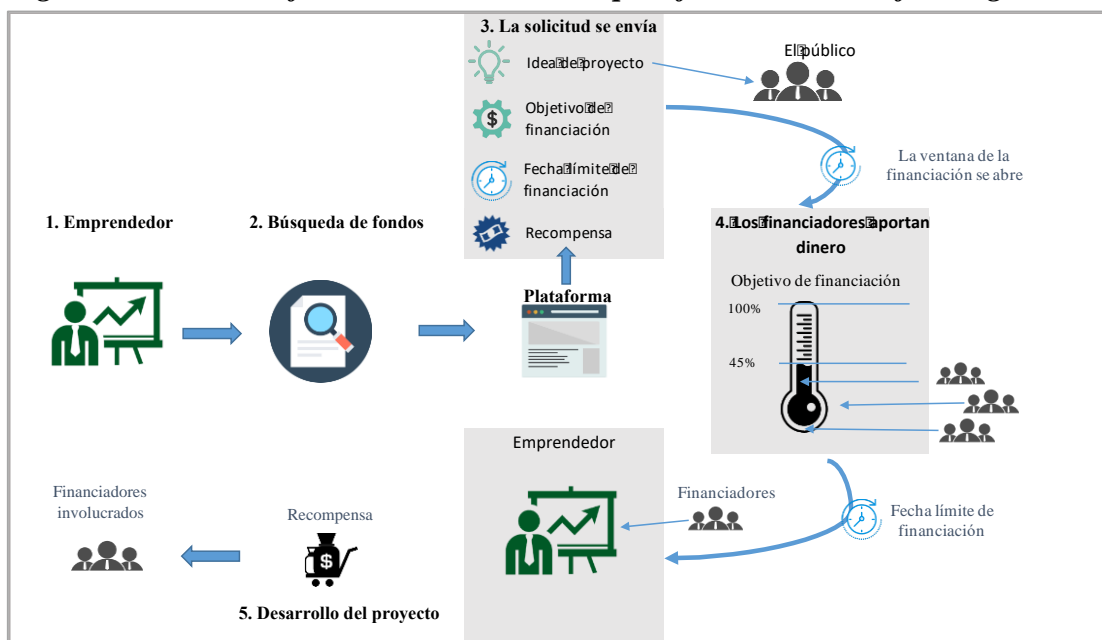 3. La solicitud se envía
Idea de proyecto
El público
Objetivo de
financiación
Fecha límite de
financiación
La ventana de la
financiación se abre
1. Emprendedor
2. Búsqueda de fondos
Recompensa
4. Los financiadores aportan
dinero
Plataforma
Objetivo de financiación
100%
45%
Emprendedor
Financiadores
Fecha límite de
financiación
Financiadores
involucrados
Recompensa
5. Desarrollo del proyecto